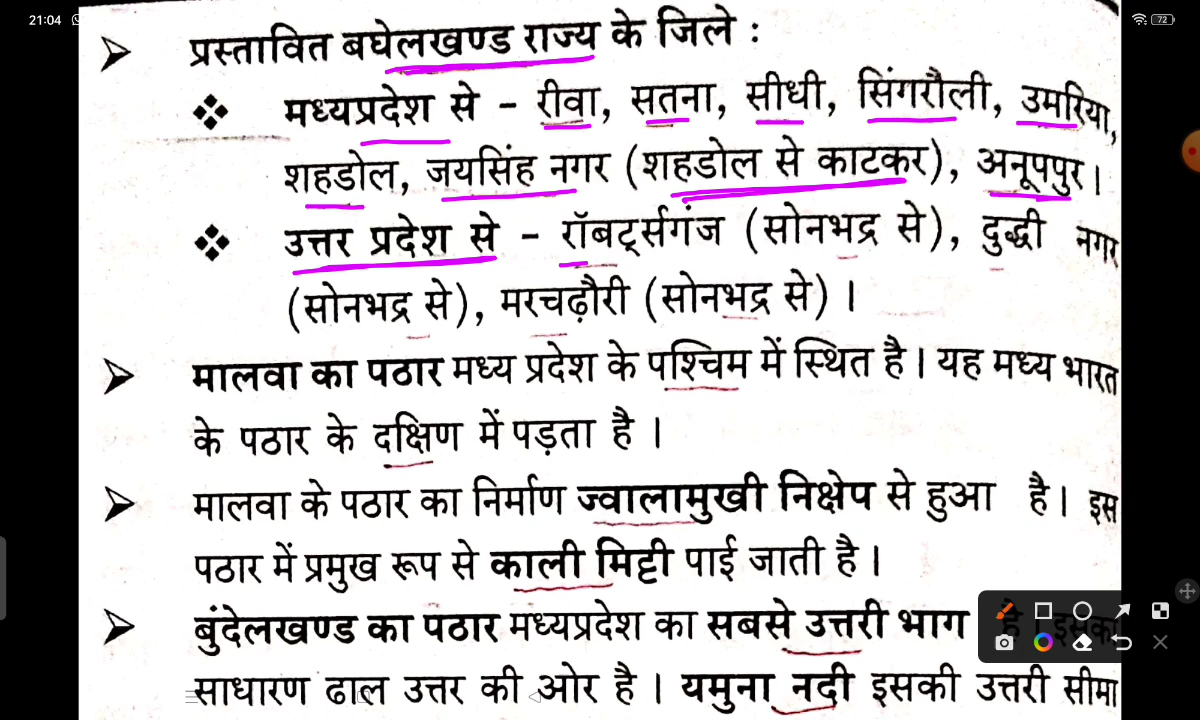 21:04
72
➢ प्रस्तावित बघेलखण्ड राज्य के जिले :
❖ मध्यप्रदेश से – रीवा, सतना, सीधी, सिंगरौली, उमरिया,
शहडोल, जयसिंह नगर (शहडोल से काटकर), अनूपपुर।
❖ उत्तर प्रदेश से – रॉबर्ट्सगंज (सोनभद्र से), दुद्धी नगर
(सोनभद्र से), मरचढ़ौरी (सोनभद्र से) ।
➢ मालवा का पठार मध्य प्रदेश के पश्चिम में स्थित है। यह मध्य भारत
के पठार के दक्षिण में पड़ता है ।
➢ मालवा के पठार का निर्माण ज्वालामुखी निक्षेप से हुआ है। इस
पठार में प्रमुख रूप से काली मिट्टी पाई जाती है ।
➢ बुंदेलखण्ड का पठार मध्यप्रदेश का सबसे उत्तरी भाग है। इसका
साधारण ढाल उत्तर की ओर है । यमुना नदी इसकी उत्तरी सीमा